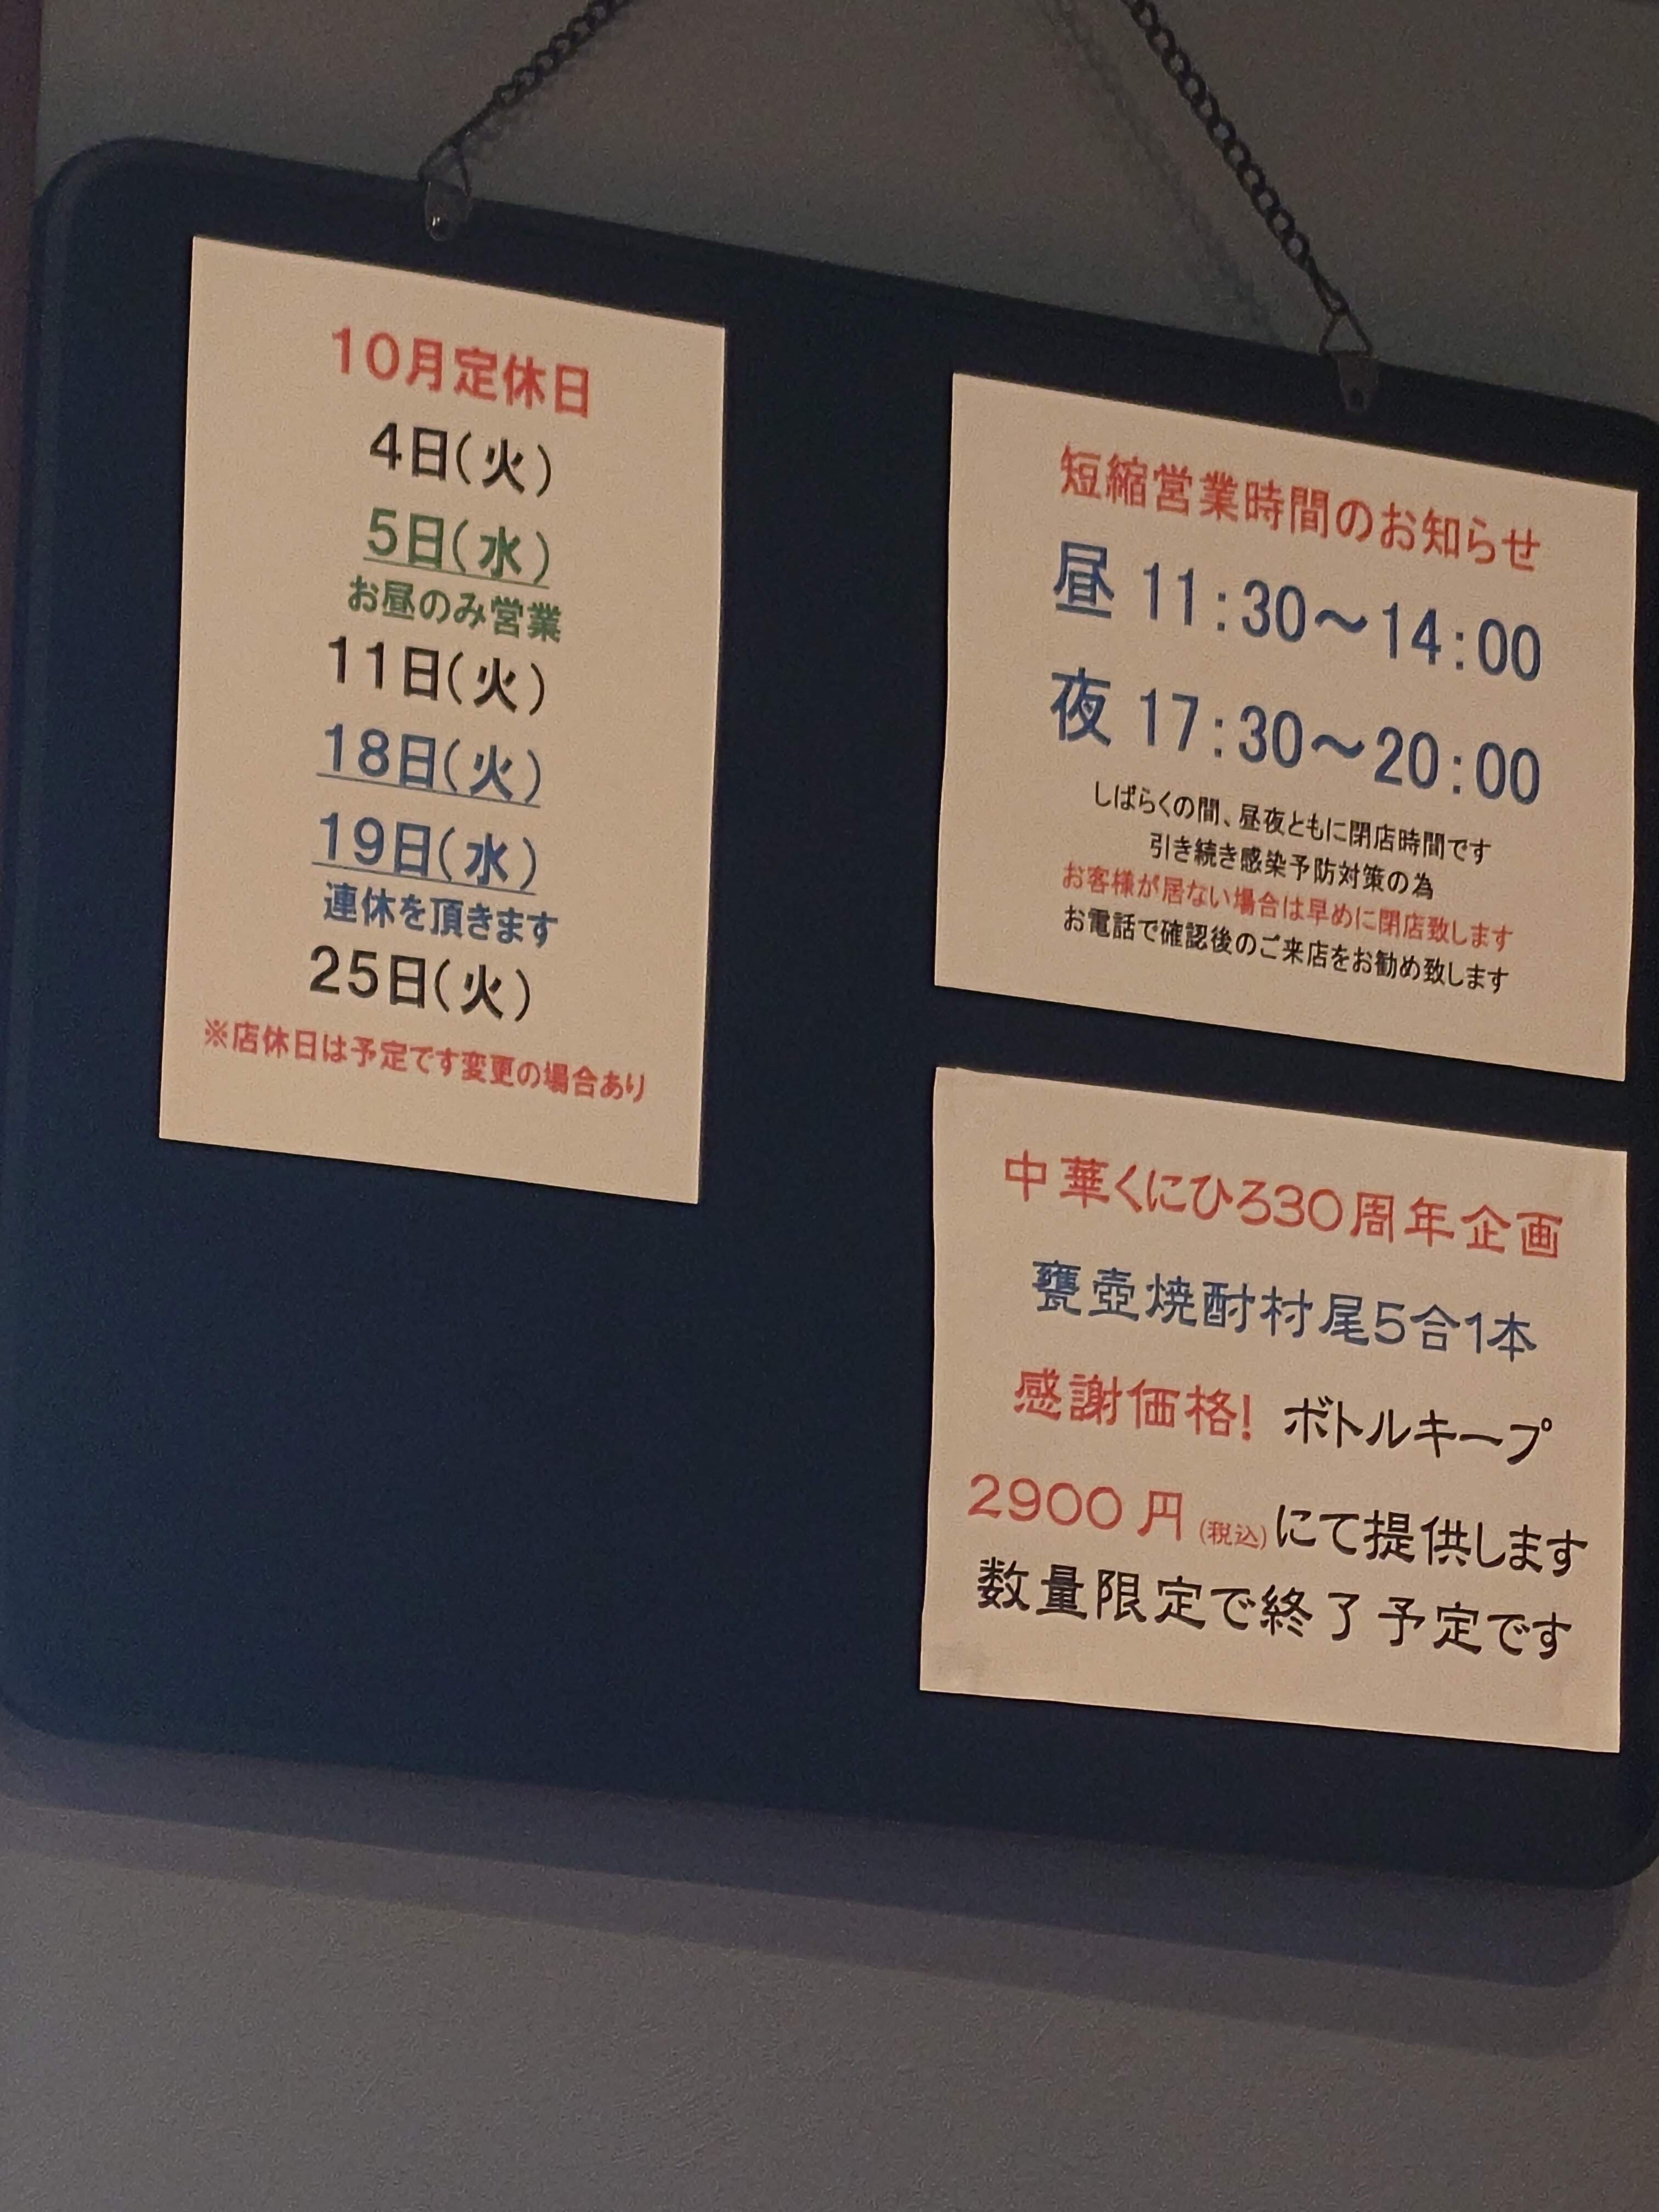 10月定休日
4日(火)
5日(水)
お昼のみ営業
11日(火)
18日(火)
19日(水)
連休を頂きます
25日(火)
※店休日は予定です変更の場合あり
短縮営業時間のお知らせ
昼 11:30～14:00
夜 17:30～20:00
しばらくの間、昼夜ともに閉店時間です
引き続き感染予防対策の為
お客様が居ない場合は早めに閉店致します
お電話で確認後のご来店をお勧め致します
中華くにひろ30周年企画
甕壺焼酎村尾5合1本
感謝価格! ボトルキープ
2900円(税込)にて提供します
数量限定で終了予定です